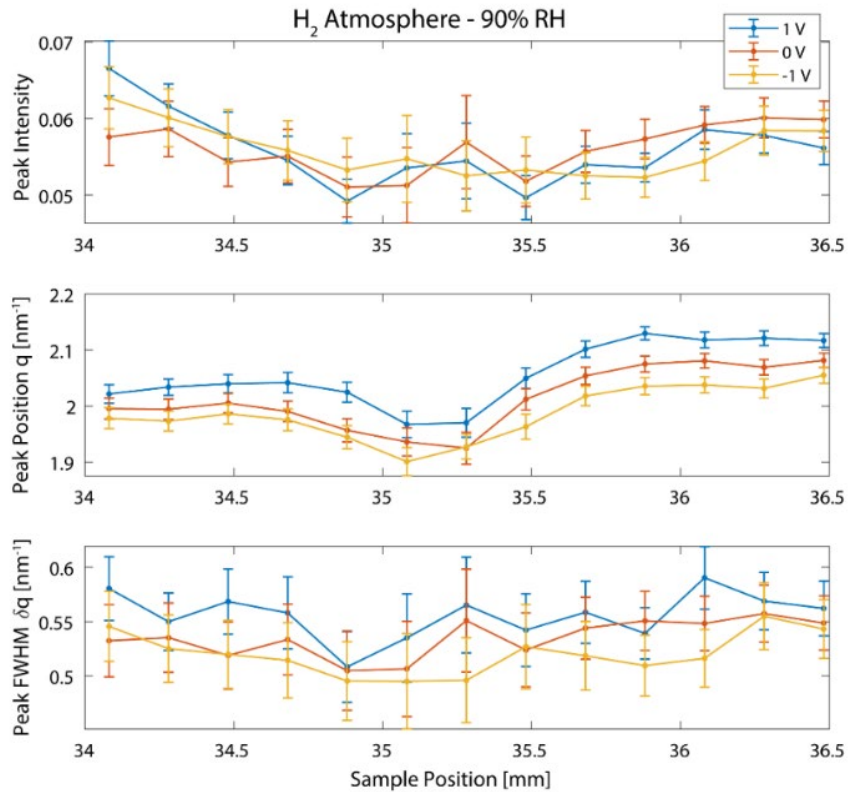 H₂ Atmosphere - 90% RH
1 V
0 V
-1 V
Peak Intensity
0.07
0.06
0.05
34 34.5 35 35.5 36 36.5
Peak Position q [nm⁻¹]
2.2
2.1
2
1.9
34 34.5 35 35.5 36 36.5
Peak FWHM δq [nm⁻¹]
0.6
0.55
0.5
34 34.5 35 35.5 36 36.5
Sample Position [mm]